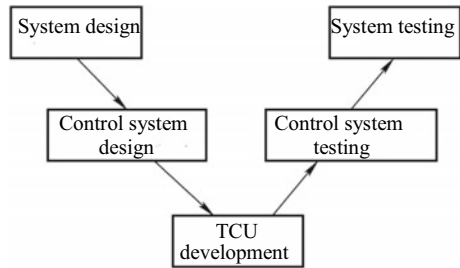 System design
System testing
Control system
design
Control system
testing
TCU
development